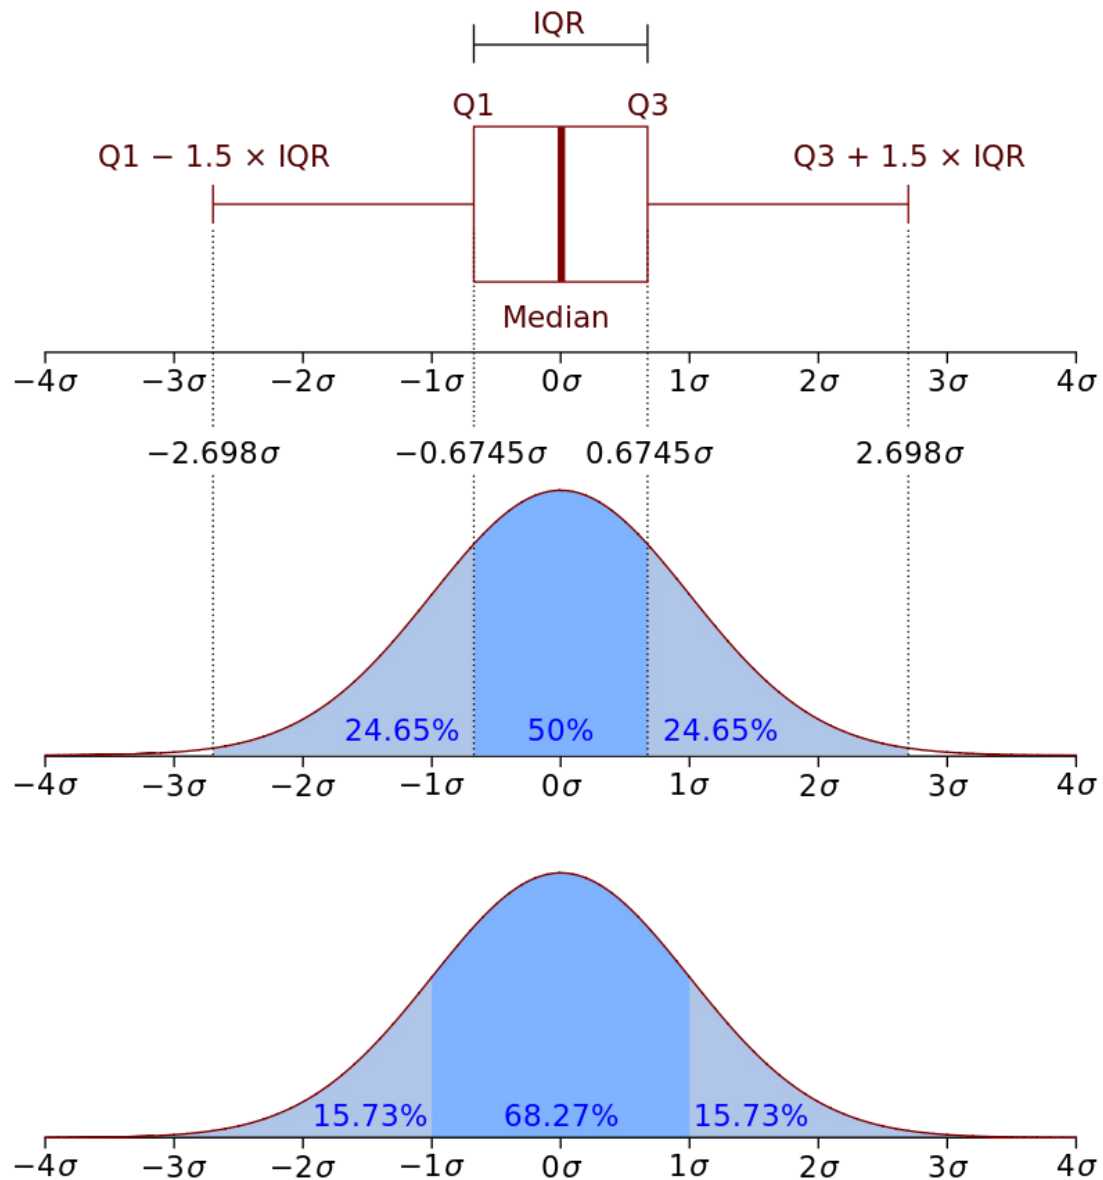 IQR
Q1 Q3
Q1 − 1.5 × IQR Q3 + 1.5 × IQR
Median
−4σ −3σ −2σ −1σ 0σ 1σ 2σ 3σ 4σ
−2.698σ −0.6745σ 0.6745σ 2.698σ
24.65% 50% 24.65%
−4σ −3σ −2σ −1σ 0σ 1σ 2σ 3σ 4σ
15.73% 68.27% 15.73%
−4σ −3σ −2σ −1σ 0σ 1σ 2σ 3σ 4σ